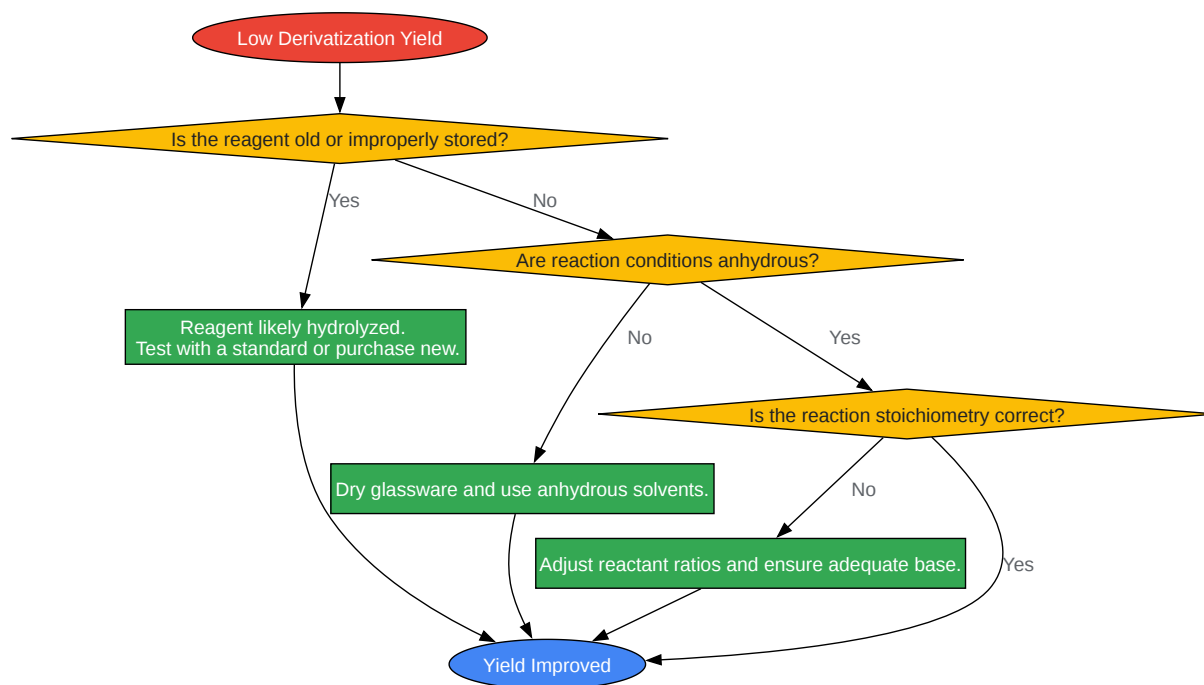 Low Derivatization Yield
Is the reagent old or improperly stored?
Yes
No
Are reaction conditions anhydrous?
Reagent likely hydrolyzed.
Test with a standard or purchase new.
No
Yes
Is the reaction stoichiometry correct?
Dry glassware and use anhydrous solvents.
No
Adjust reactant ratios and ensure adequate base.
Yes
Yield Improved